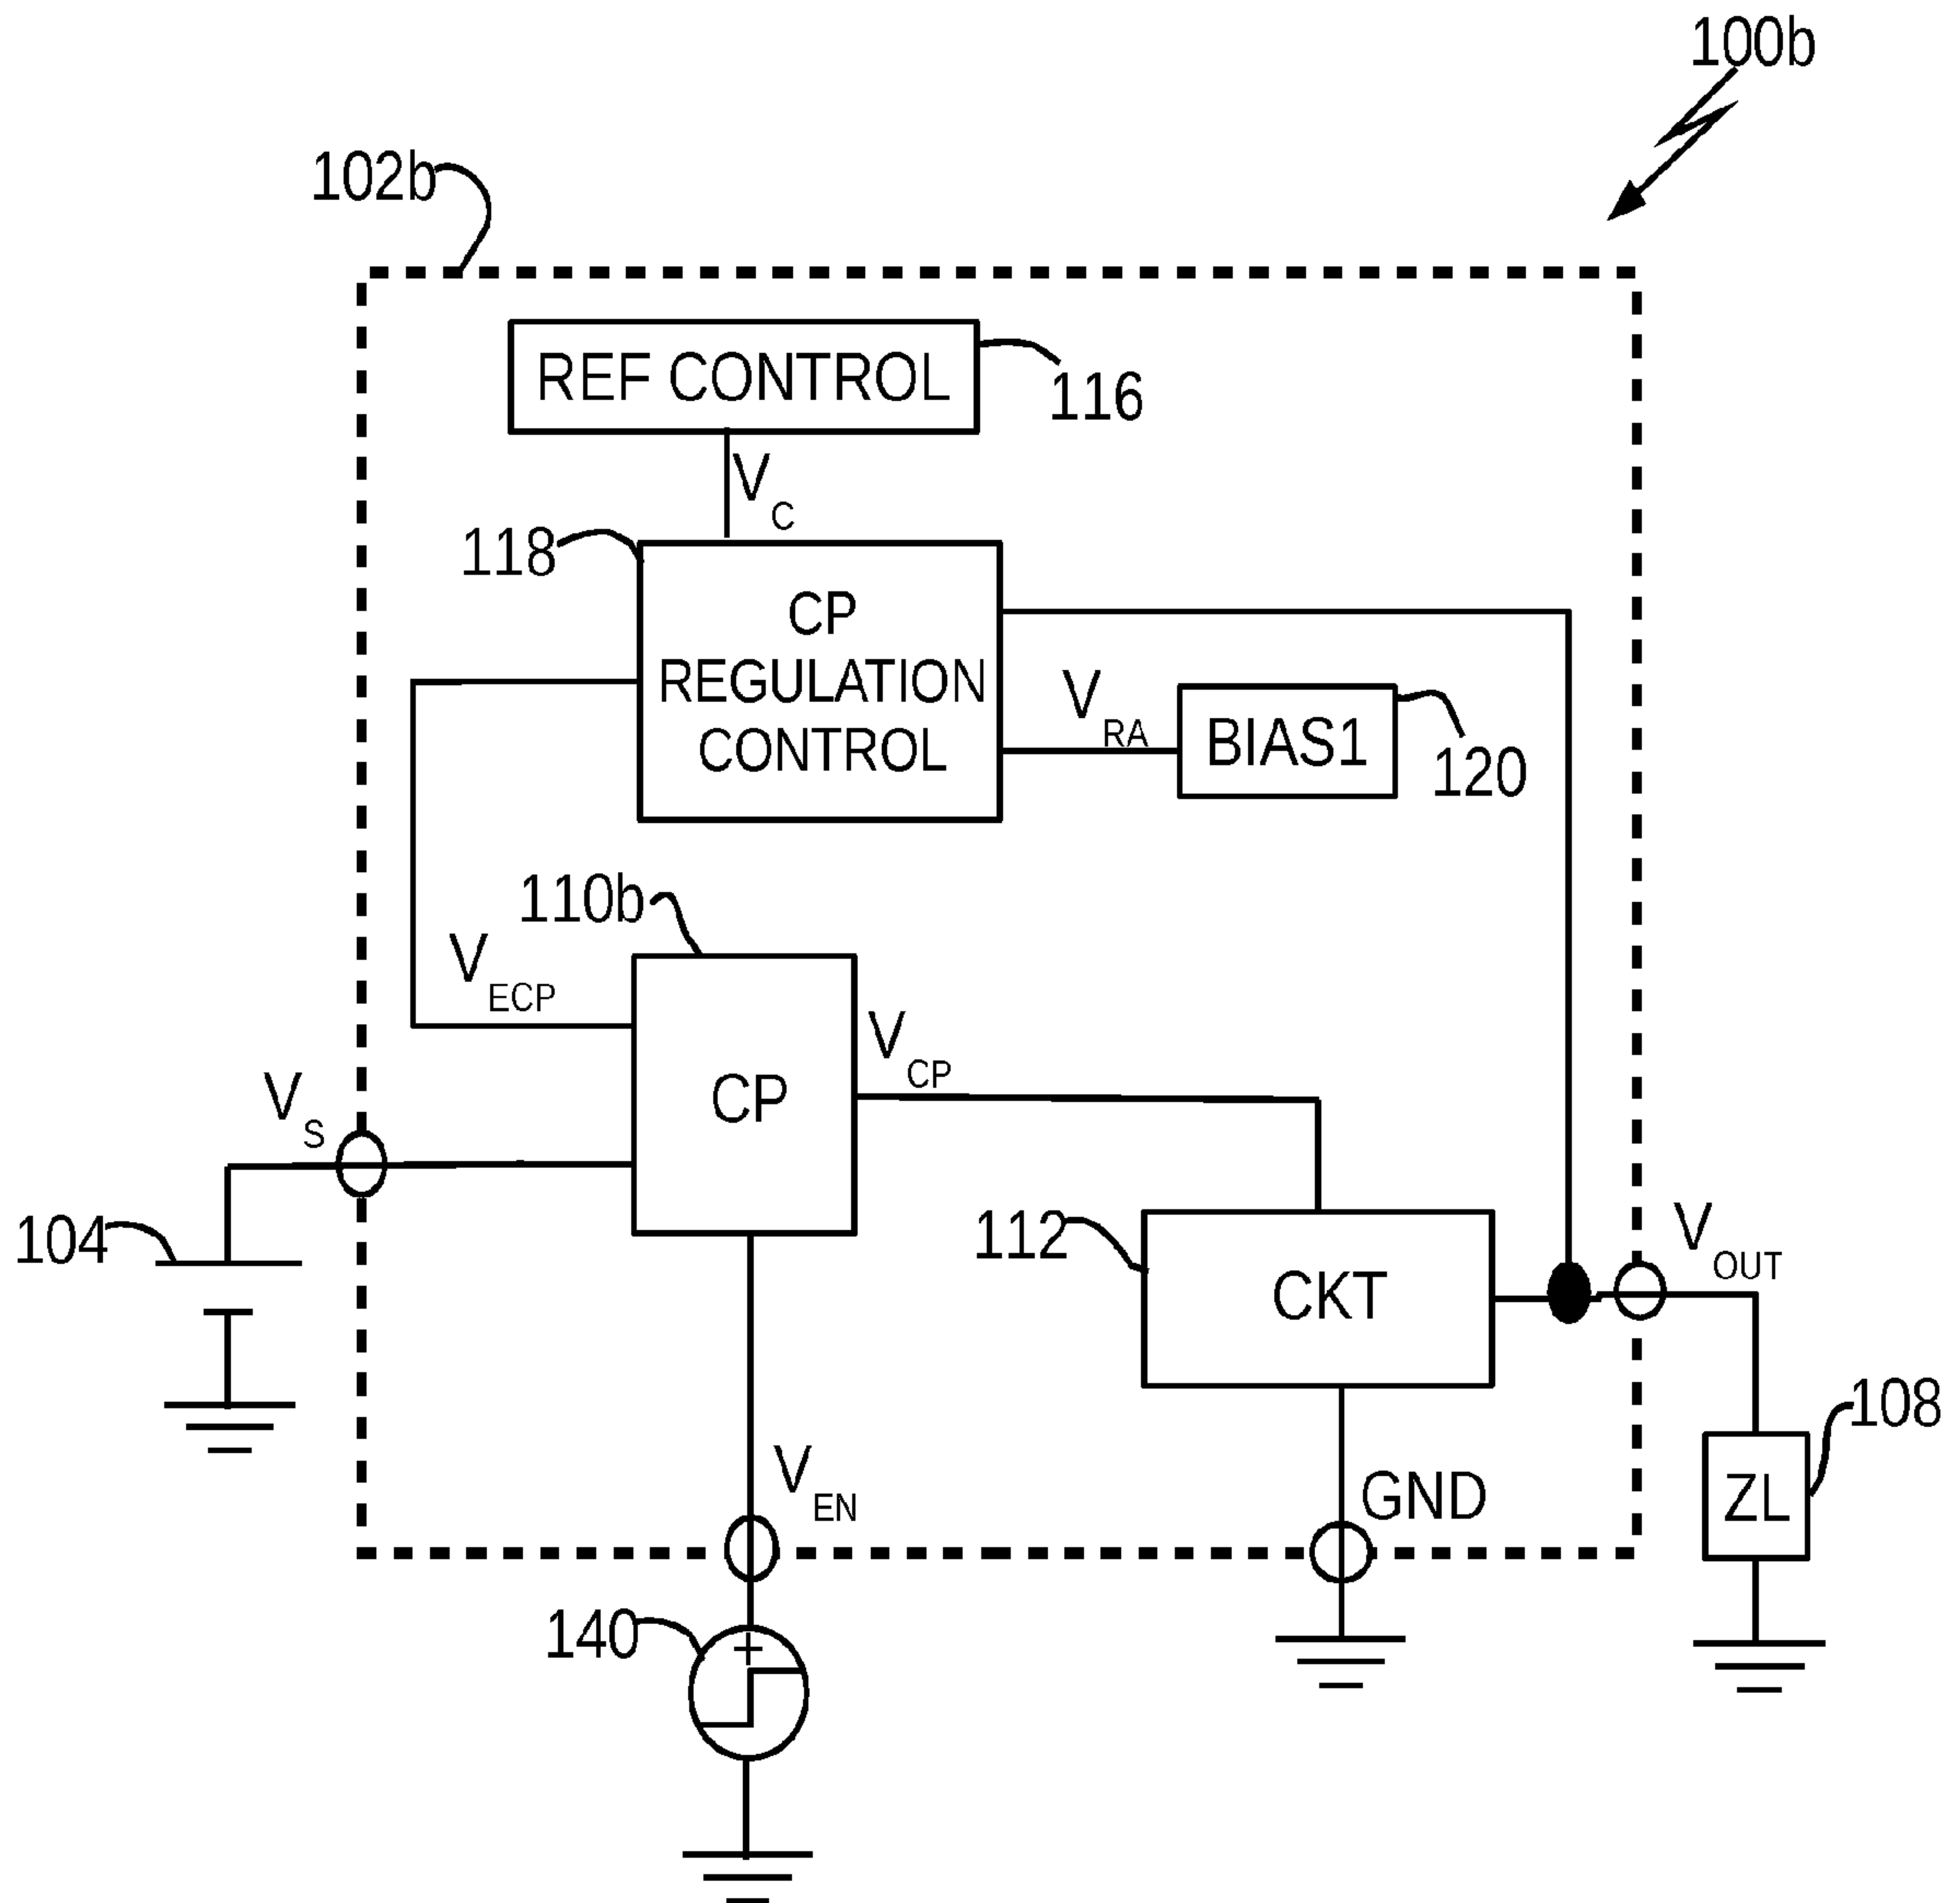 100b
102b
REF CONTROL
116
VC
118
CP
REGULATION
CONTROL
VRA
BIAS1
120
110b
VECP
CP
VCP
VS
104
112
CKT
VOUT
108
ZL
VEN
GND
140
+